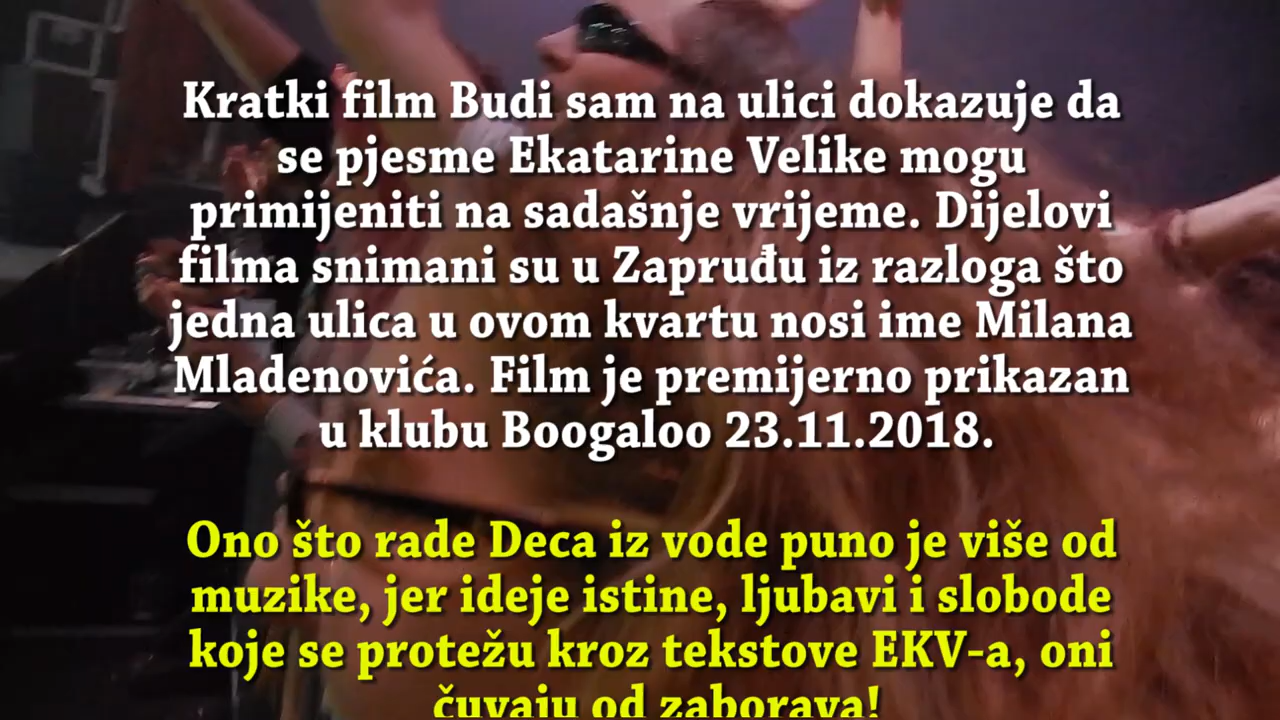 Kratki film Budi sam na ulici dokazuje da
se pjesme Ekatarine Velike mogu
primijeniti na sadašnje vrijeme. Dijelovi
filma snimani su u Zapruđu iz razloga što
jedna ulica u ovom kvartu nosi ime Milana
Mladenovića. Film je premijerno prikazan
u klubu Boogaloo 23.11.2018.
Ono što rade Deca iz vode puno je više od
muzike, jer ideje istine, ljubavi i slobode
koje se protežu kroz tekstove EKV-a, oni
čuvaju od zaborava!